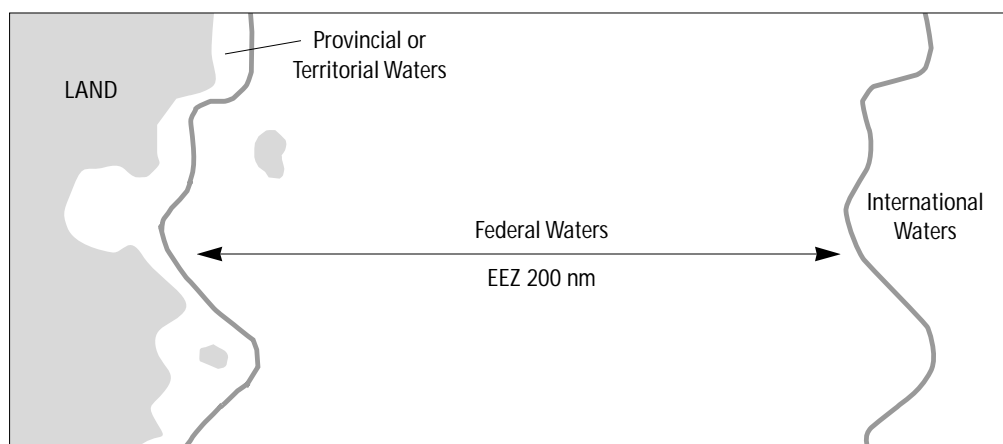 Provincial or
Territorial Waters
LAND
International
Waters
Federal Waters
EEZ 200 nm